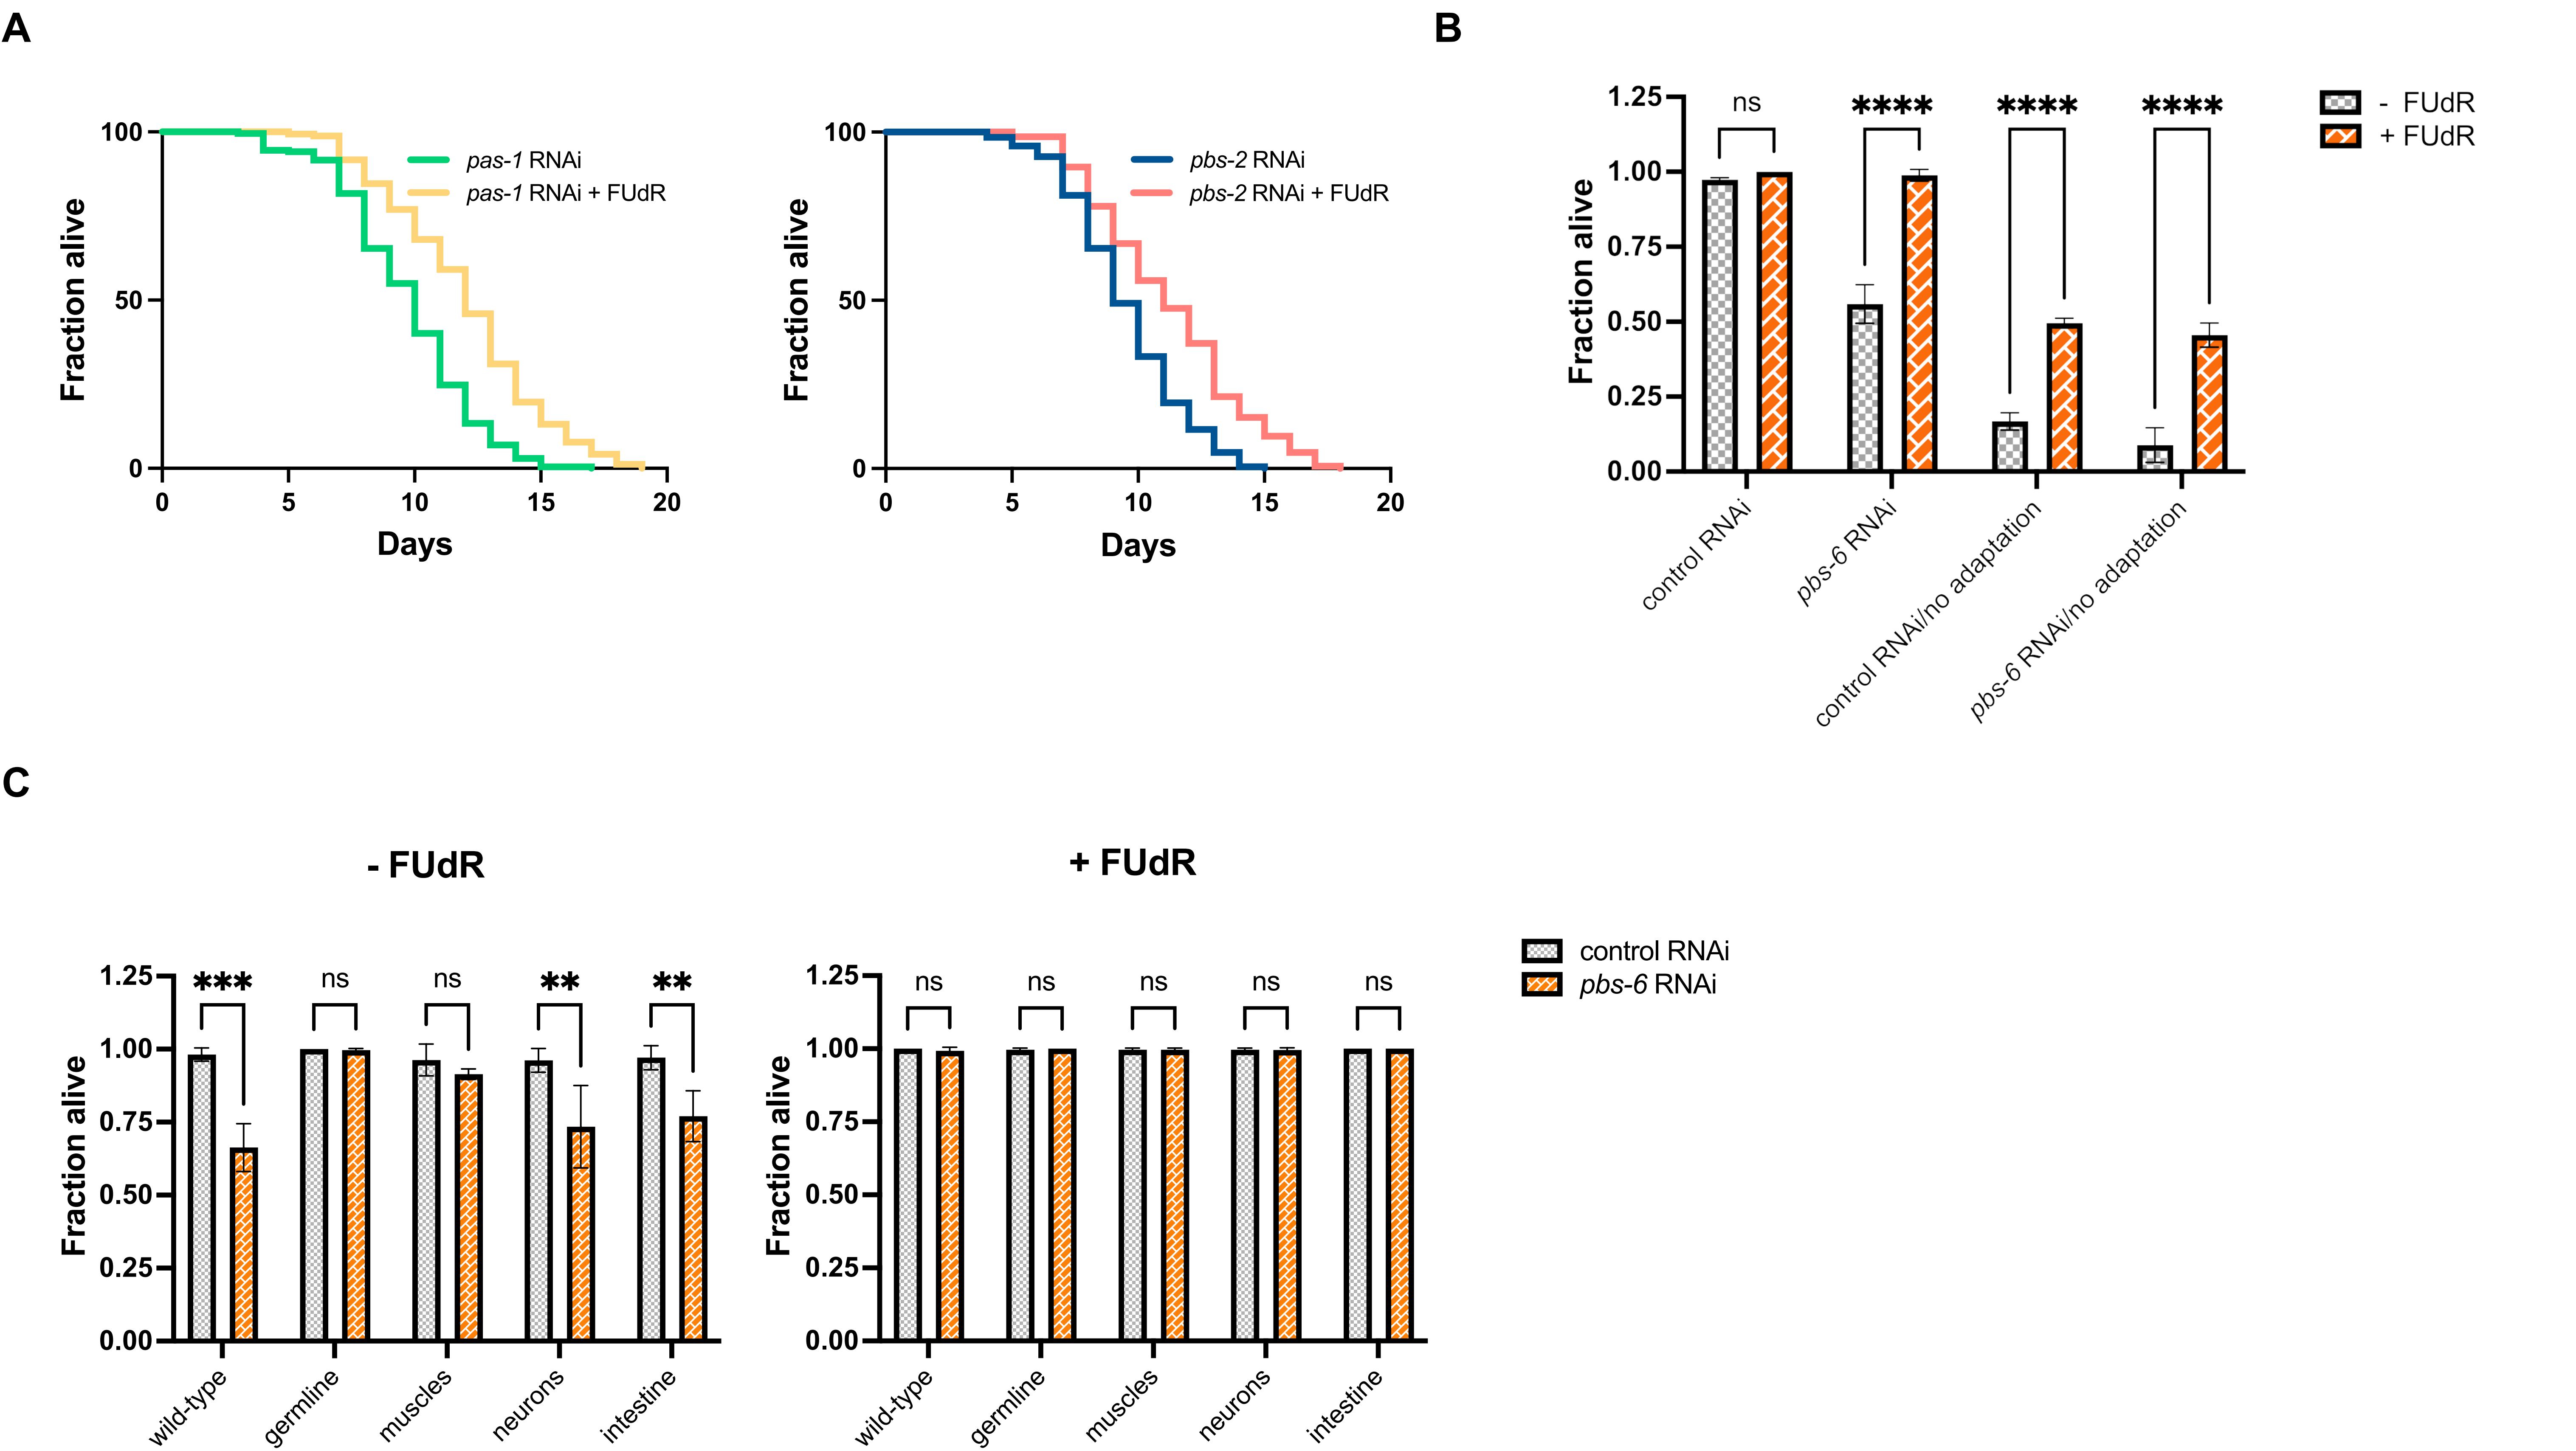 A
B
Fraction alive
100
50
0
0
5
10
15
20
Days
pas-1 RNAi
pas-1 RNAi + FUdR
Fraction alive
100
50
0
0
5
10
15
20
Days
pbs-2 RNAi
pbs-2 RNAi + FUdR
Fraction alive
1.25
1.00
0.75
0.50
0.25
0.00
ns
****
****
****
control RNAi
pbs-6 RNAi
control RNAi/no adaptation
pbs-6 RNAi/no adaptation
- FUdR
+ FUdR
C
- FUdR
Fraction alive
1.25
1.00
0.75
0.50
0.25
0.00
***
ns
ns
**
**
wild-type
germline
muscles
neurons
intestine
+ FUdR
Fraction alive
1.25
1.00
0.75
0.50
0.25
0.00
ns
ns
ns
ns
ns
wild-type
germline
muscles
neurons
intestine
control RNAi
pbs-6 RNAi